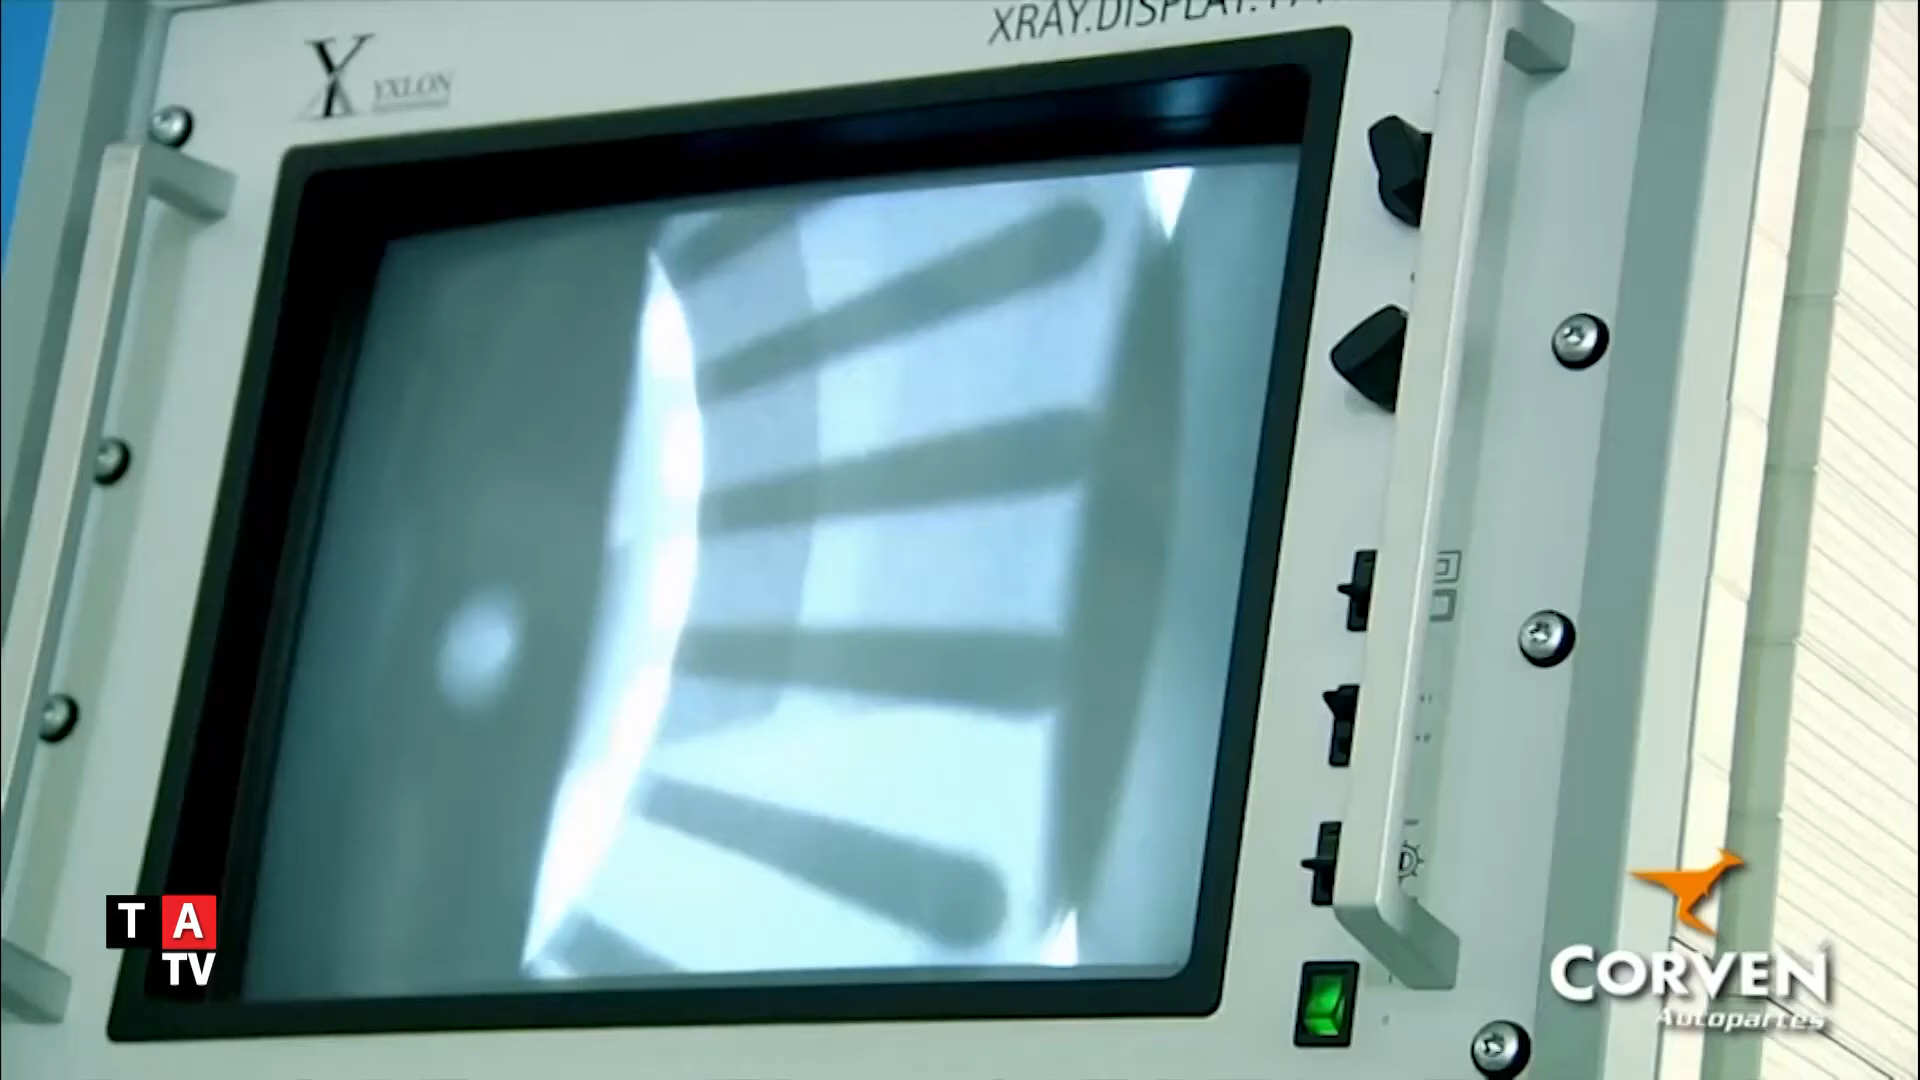 XRAY.DISPLAY.
YXLON
T A
TV
CORVEN
Autopartes